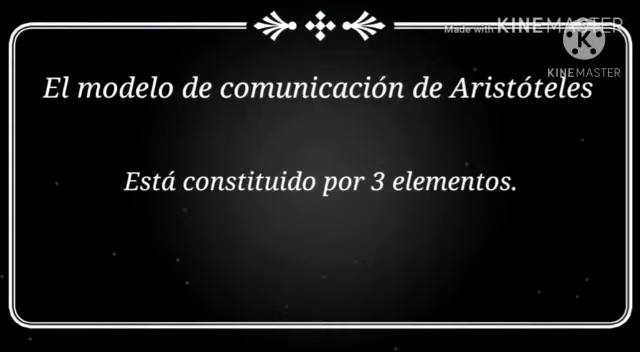 Made with KINEMASTER
K
KINEMASTER
El modelo de comunicación de Aristóteles
Está constituido por 3 elementos.